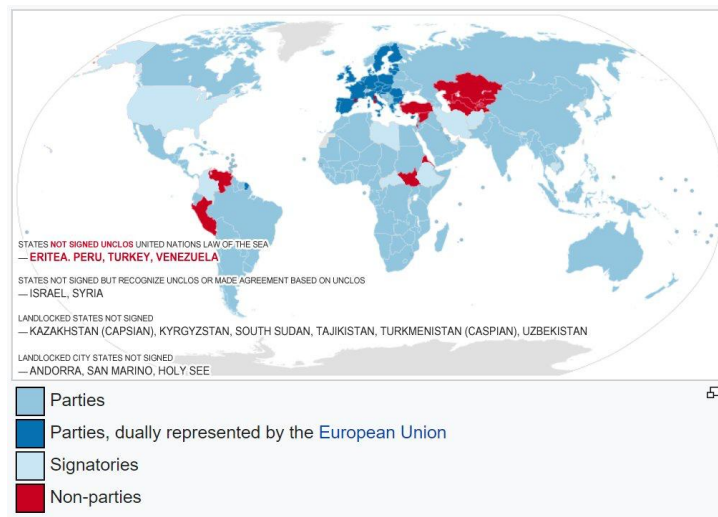 STATES NOT SIGNED UNCLOS UNITED NATIONS LAW OF THE SEA
— ERITEA. PERU, TURKEY, VENEZUELA
STATES NOT SIGNED BUT RECOGNIZE UNCLOS OR MADE AGREEMENT BASED ON UNCLOS
— ISRAEL, SYRIA
LANDLOCKED STATES NOT SIGNED
— KAZAKHSTAN (CAPSIAN), KYRGYZSTAN, SOUTH SUDAN, TAJIKISTAN, TURKMENISTAN (CASPIAN), UZBEKISTAN
LANDLOCKED CITY STATES NOT SIGNED
— ANDORRA, SAN MARINO, HOLY SEE
Parties
Parties, dually represented by the European Union
Signatories
Non-parties